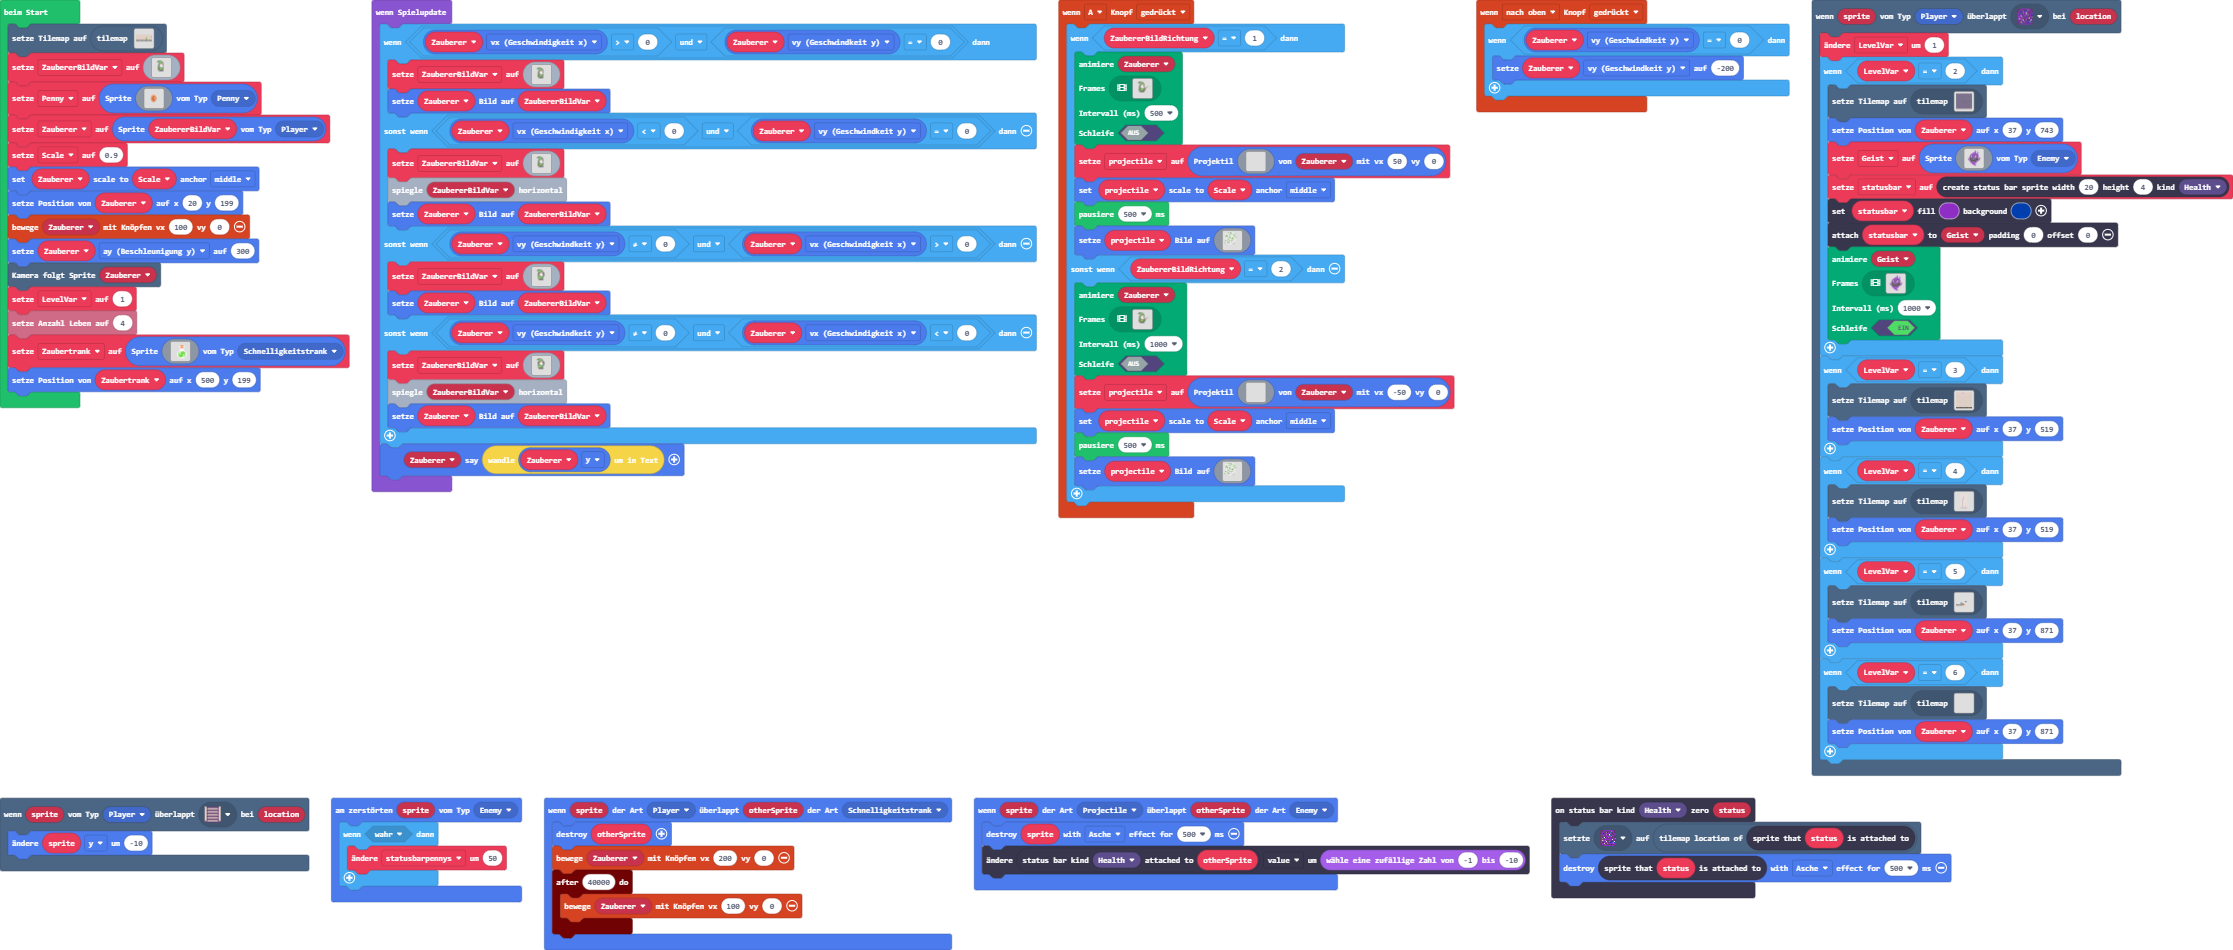 beim Start
setze Tilemap auf tilemap
setze ZaubererBildVar auf
setze Penny auf Sprite vom Typ Penny
setze Zauberer auf Sprite ZaubererBildVar vom Typ Player
setze Scale auf 0.9
set Zauberer scale to Scale anchor middle
setze Position von Zauberer auf x 20 y 199
bewege Zauberer mit Knöpfen vx 100 vy 0
setze Zauberer ay (Beschleunigung y) auf 300
Kamera folgt Sprite Zauberer
setze LevelVar auf 1
setze Anzahl Leben auf 4
setze Zaubertrank auf Sprite vom Typ Schnelligkeitstrank
setze Position von Zaubertrank auf x 500 y 199
wenn Spielupdate
wenn Zauberer vx (Geschwindigkeit x) > 0 und Zauberer vy (Geschwindkeit y) = 0 dann
setze ZaubererBildVar auf
setze Zauberer Bild auf ZaubererBildVar
sonst wenn Zauberer vx (Geschwindigkeit x) < 0 und Zauberer vy (Geschwindkeit y) = 0 dann
setze ZaubererBildVar auf
spiegle ZaubererBildVar horizontal
setze Zauberer Bild auf ZaubererBildVar
sonst wenn Zauberer vy (Geschwindkeit y) ≠ 0 und Zauberer vx (Geschwindigkeit x) > 0 dann
setze ZaubererBildVar auf
setze Zauberer Bild auf ZaubererBildVar
sonst wenn Zauberer vy (Geschwindkeit y) ≠ 0 und Zauberer vx (Geschwindigkeit x) < 0 dann
setze ZaubererBildVar auf
spiegle ZaubererBildVar horizontal
setze Zauberer Bild auf ZaubererBildVar
Zauberer say wandle Zauberer y um in Text
wenn A Knopf gedrückt
wenn ZaubererBildRichtung = 1 dann
animiere Zauberer
Frames
Intervall (ms) 500
Schleife AUS
setze projectile auf Projektil von Zauberer mit vx 50 vy 0
set projectile scale to Scale anchor middle
pausiere 500 ms
setze projectile Bild auf
sonst wenn ZaubererBildRichtung = 2 dann
animiere Zauberer
Frames
Intervall (ms) 1000
Schleife AUS
setze projectile auf Projektil von Zauberer mit vx -50 vy 0
set projectile scale to Scale anchor middle
pausiere 500 ms
setze projectile Bild auf
wenn nach oben Knopf gedrückt
wenn Zauberer vy (Geschwindkeit y) = 0 dann
setze Zauberer vy (Geschwindkeit y) auf -200
wenn sprite vom Typ Player überlappt bei location
ändere LevelVar um 1
wenn LevelVar = 2 dann
setze Tilemap auf tilemap
setze Position von Zauberer auf x 37 y 743
setze Geist auf Sprite vom Typ Enemy
setze statusbar auf create status bar sprite width 20 height 4 kind Health
set statusbar fill background
attach statusbar to Geist padding 0 offset 0
animiere Geist
Frames
Intervall (ms) 1000
Schleife EIN
wenn LevelVar = 3 dann
setze Tilemap auf tilemap
setze Position von Zauberer auf x 37 y 519
wenn LevelVar = 4 dann
setze Tilemap auf tilemap
setze Position von Zauberer auf x 37 y 519
wenn LevelVar = 5 dann
setze Tilemap auf tilemap
setze Position von Zauberer auf x 37 y 871
wenn LevelVar = 6 dann
setze Tilemap auf tilemap
setze Position von Zauberer auf x 37 y 871
wenn sprite vom Typ Player überlappt bei location
ändere sprite y um -10
am zerstörten sprite vom Typ Enemy
wenn wahr dann
ändere statusbarpennys um 50
wenn sprite der Art Player überlappt otherSprite der Art Schnelligkeitstrank
destroy otherSprite
bewege Zauberer mit Knöpfen vx 200 vy 0
after 40000 do
bewege Zauberer mit Knöpfen vx 100 vy 0
wenn sprite der Art Projectile überlappt otherSprite der Art Enemy
destroy sprite with Asche effect for 500 ms
ändere status bar kind Health attached to otherSprite value um wähle eine zufällige Zahl von -1 bis -10
on status bar kind Health zero status
setzte auf tilemap location of sprite that status is attached to
destroy sprite that status is attached to with Asche effect for 500 ms